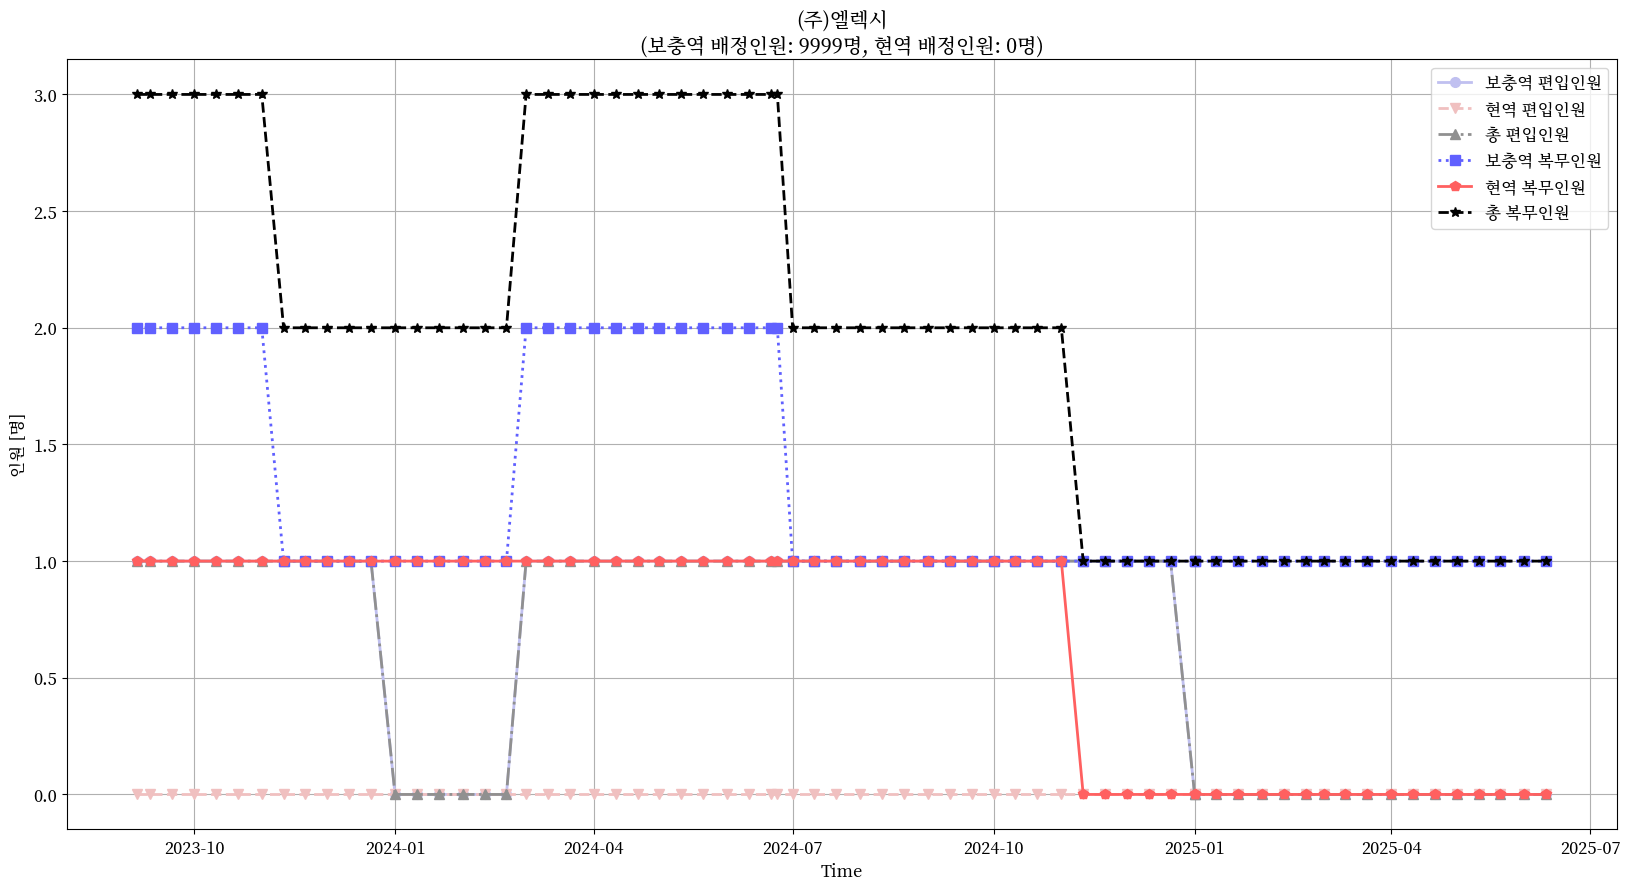 (주)엘렉시
(보충역 배정인원: 9999명, 현역 배정인원: 0명)
보충역 편입인원
현역 편입인원
총 편입인원
보충역 복무인원
현역 복무인원
총 복무인원
인원 [명]
3.0
2.5
2.0
1.5
1.0
0.5
0.0
2023-10
2024-01
2024-04
2024-07
2024-10
2025-01
2025-04
2025-07
Time